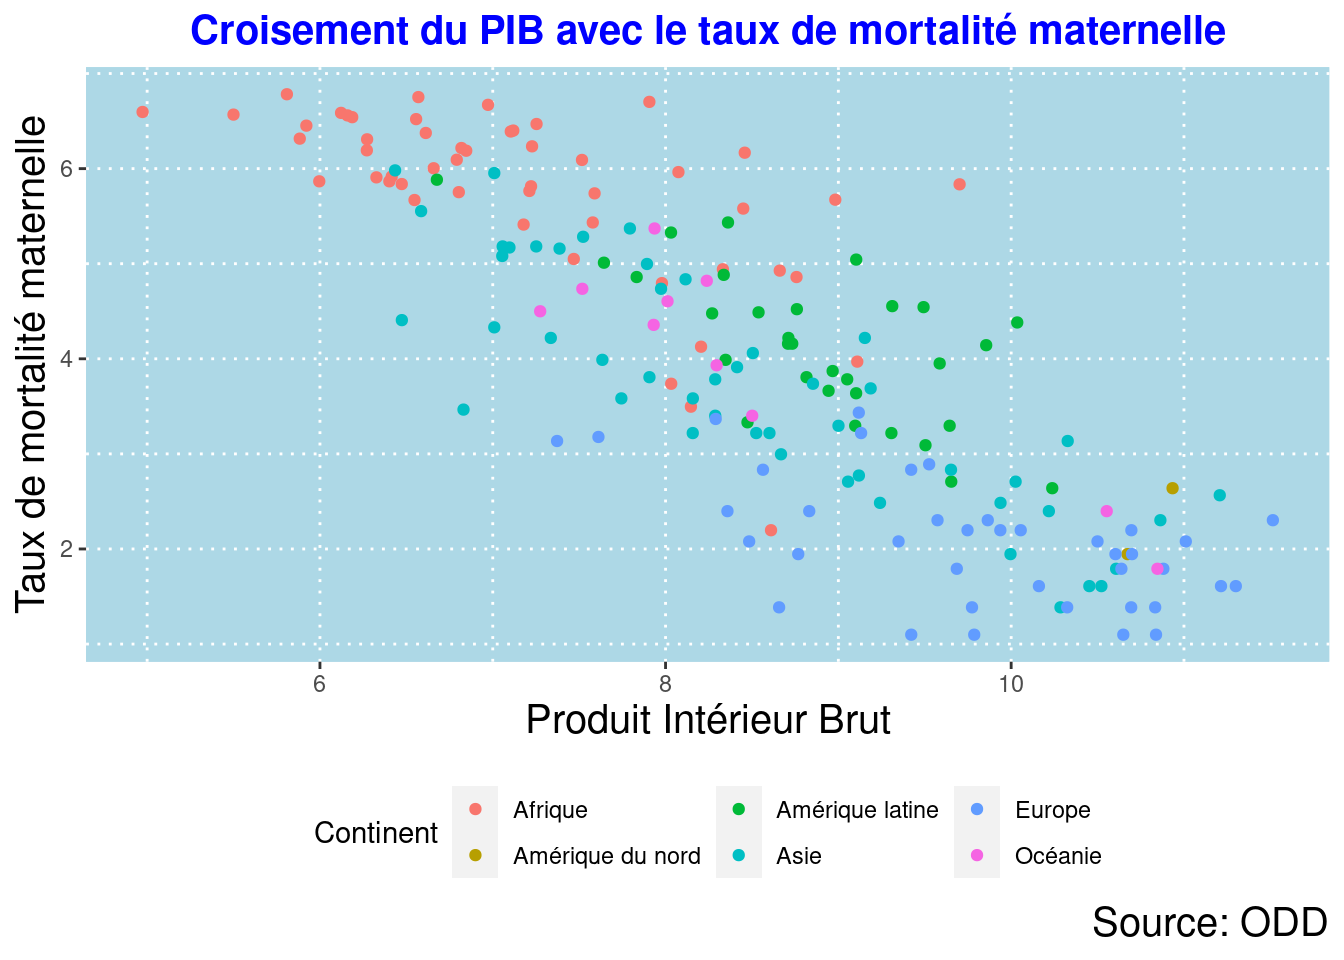 Croisement du PIB avec le taux de mortalité maternelle
Taux de mortalité maternelle
6
4
2
6 8 10
Produit Intérieur Brut
Continent
Afrique
Amérique latine
Europe
Amérique du nord
Asie
Océanie
Source: ODD